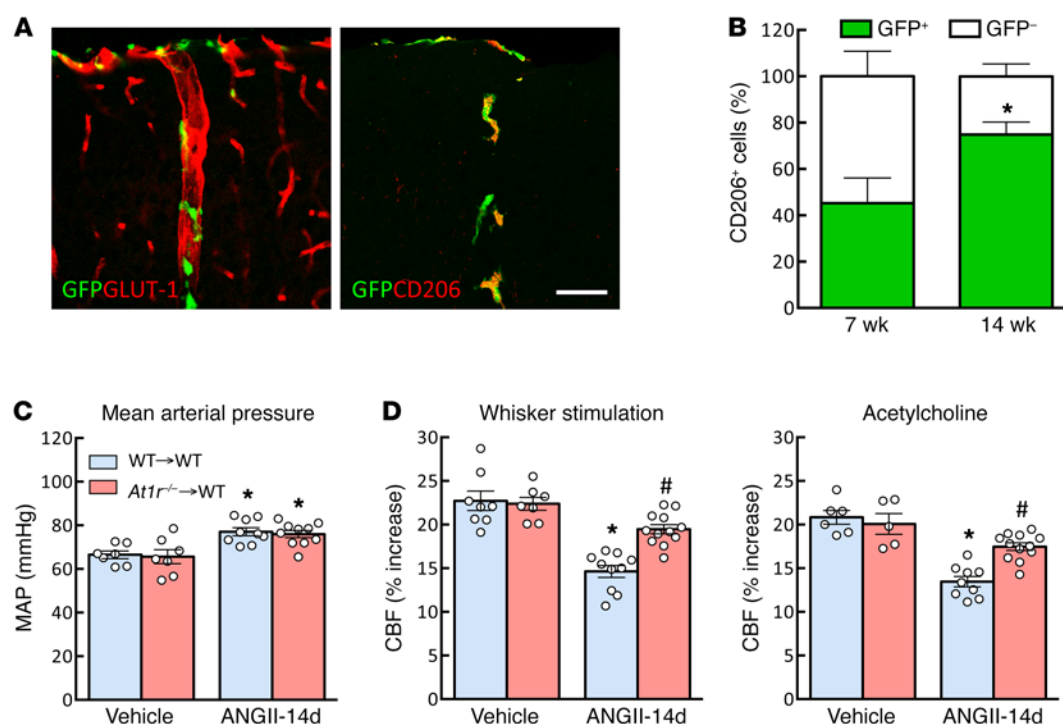 A
GFPGLUT-1
GFPCD206
B
GFP+ GFP−
CD206+ cells (%)
120
100
80
60
40
20
0
7 wk
14 wk
*
C
Mean arterial pressure
MAP (mmHg)
120
100
80
60
40
20
0
WT→WT
At1r−/−→WT
* *
Vehicle
ANGII-14d
D
Whisker stimulation
CBF (% increase)
30
25
20
15
10
5
0
* #
Vehicle
ANGII-14d
Acetylcholine
CBF (% increase)
30
25
20
15
10
5
0
* #
Vehicle
ANGII-14d